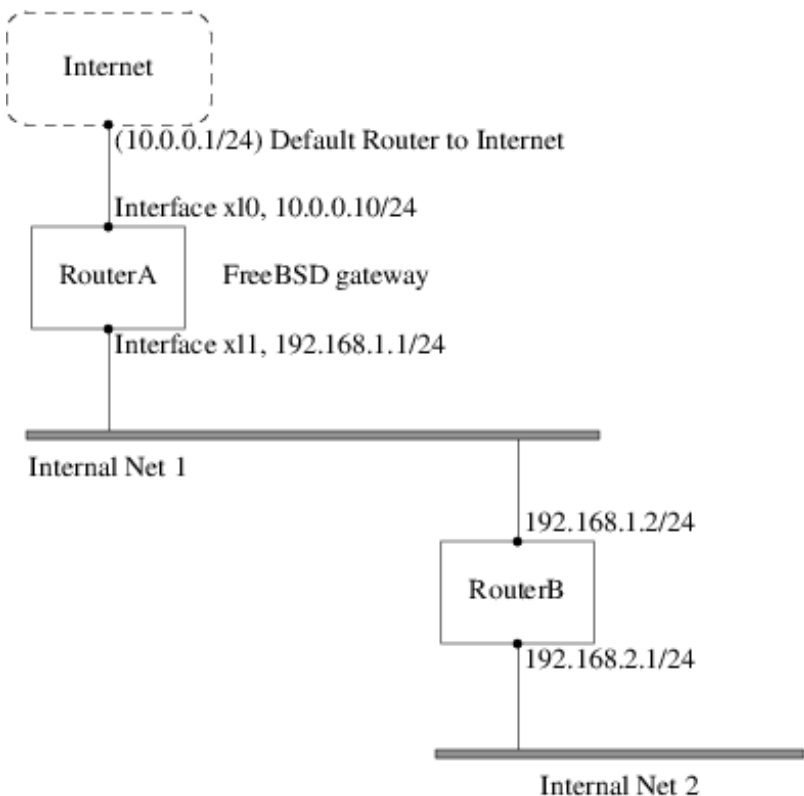 Internet
(10.0.0.1/24) Default Router to Internet
Interface xl0, 10.0.0.10/24
RouterA
FreeBSD gateway
Interface xl1, 192.168.1.1/24
Internal Net 1
192.168.1.2/24
RouterB
192.168.2.1/24
Internal Net 2